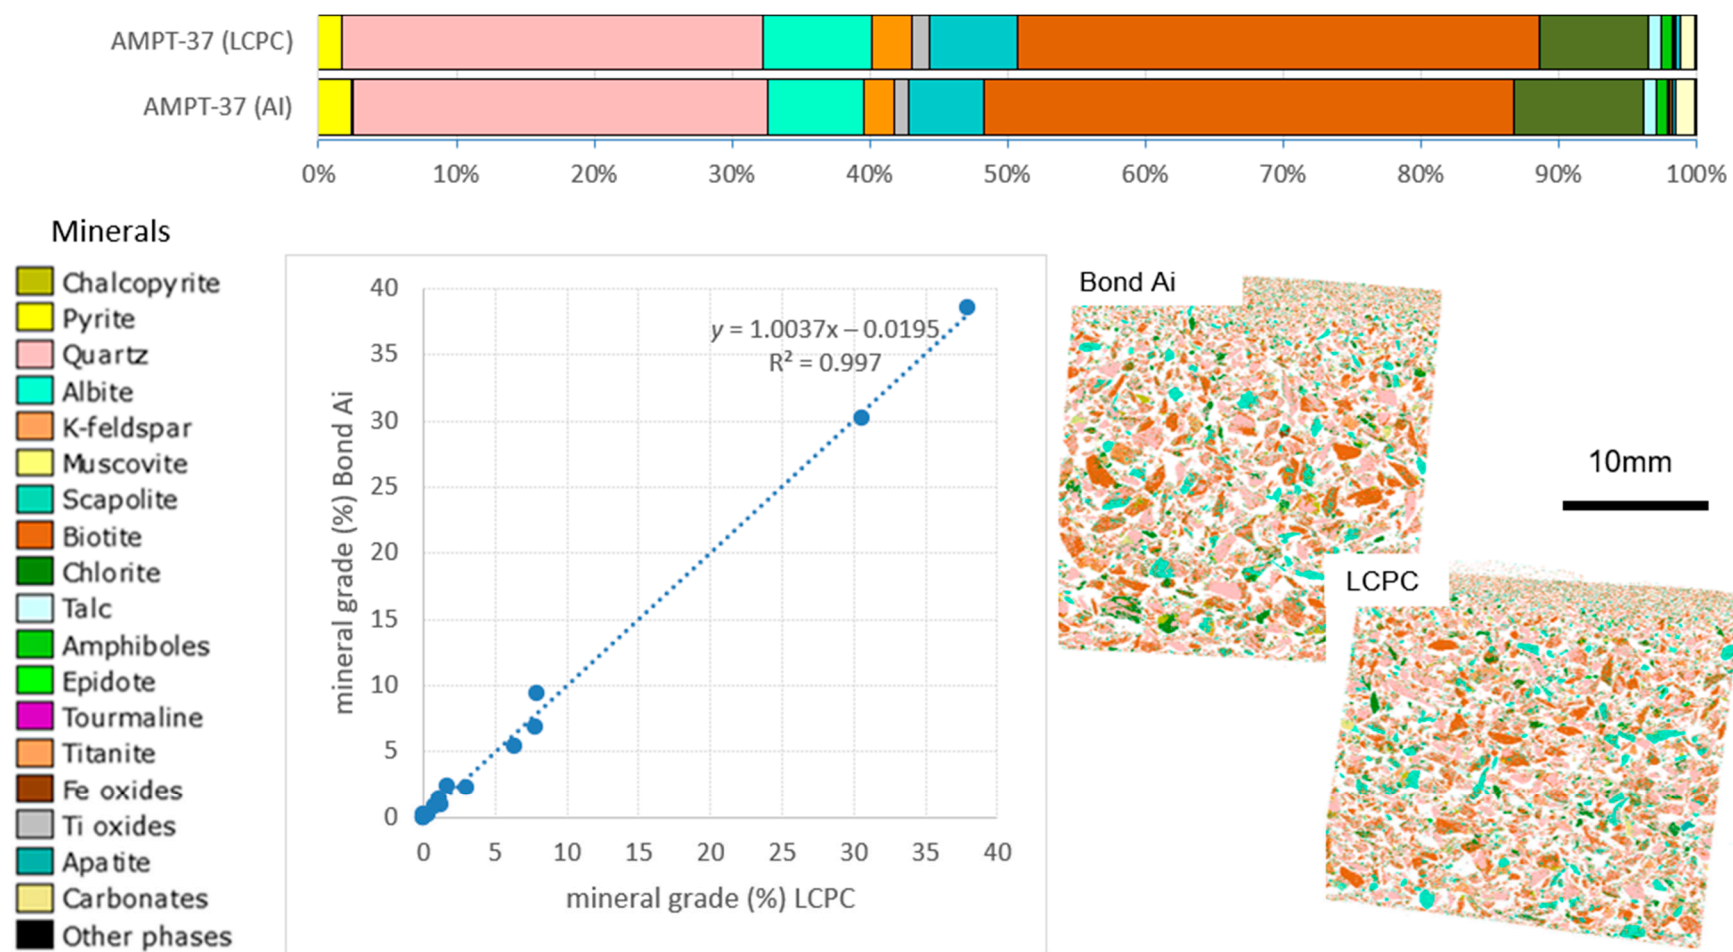 AMPT-37 (LCPC)
AMPT-37 (AI)
0% 10% 20% 30% 40% 50% 60% 70% 80% 90% 100%
Minerals
Chalcopyrite
Pyrite
Quartz
Albite
K-feldspar
Muscovite
Scapolite
Biotite
Chlorite
Talc
Amphiboles
Epidote
Tourmaline
Titanite
Fe oxides
Ti oxides
Apatite
Carbonates
Other phases
mineral grade (%) Bond Ai
40
35
30
25
20
15
10
5
0
y = 1.0037x – 0.0195
R² = 0.997
0 5 10 15 20 25 30 35 40
mineral grade (%) LCPC
Bond Ai
10mm
LCPC